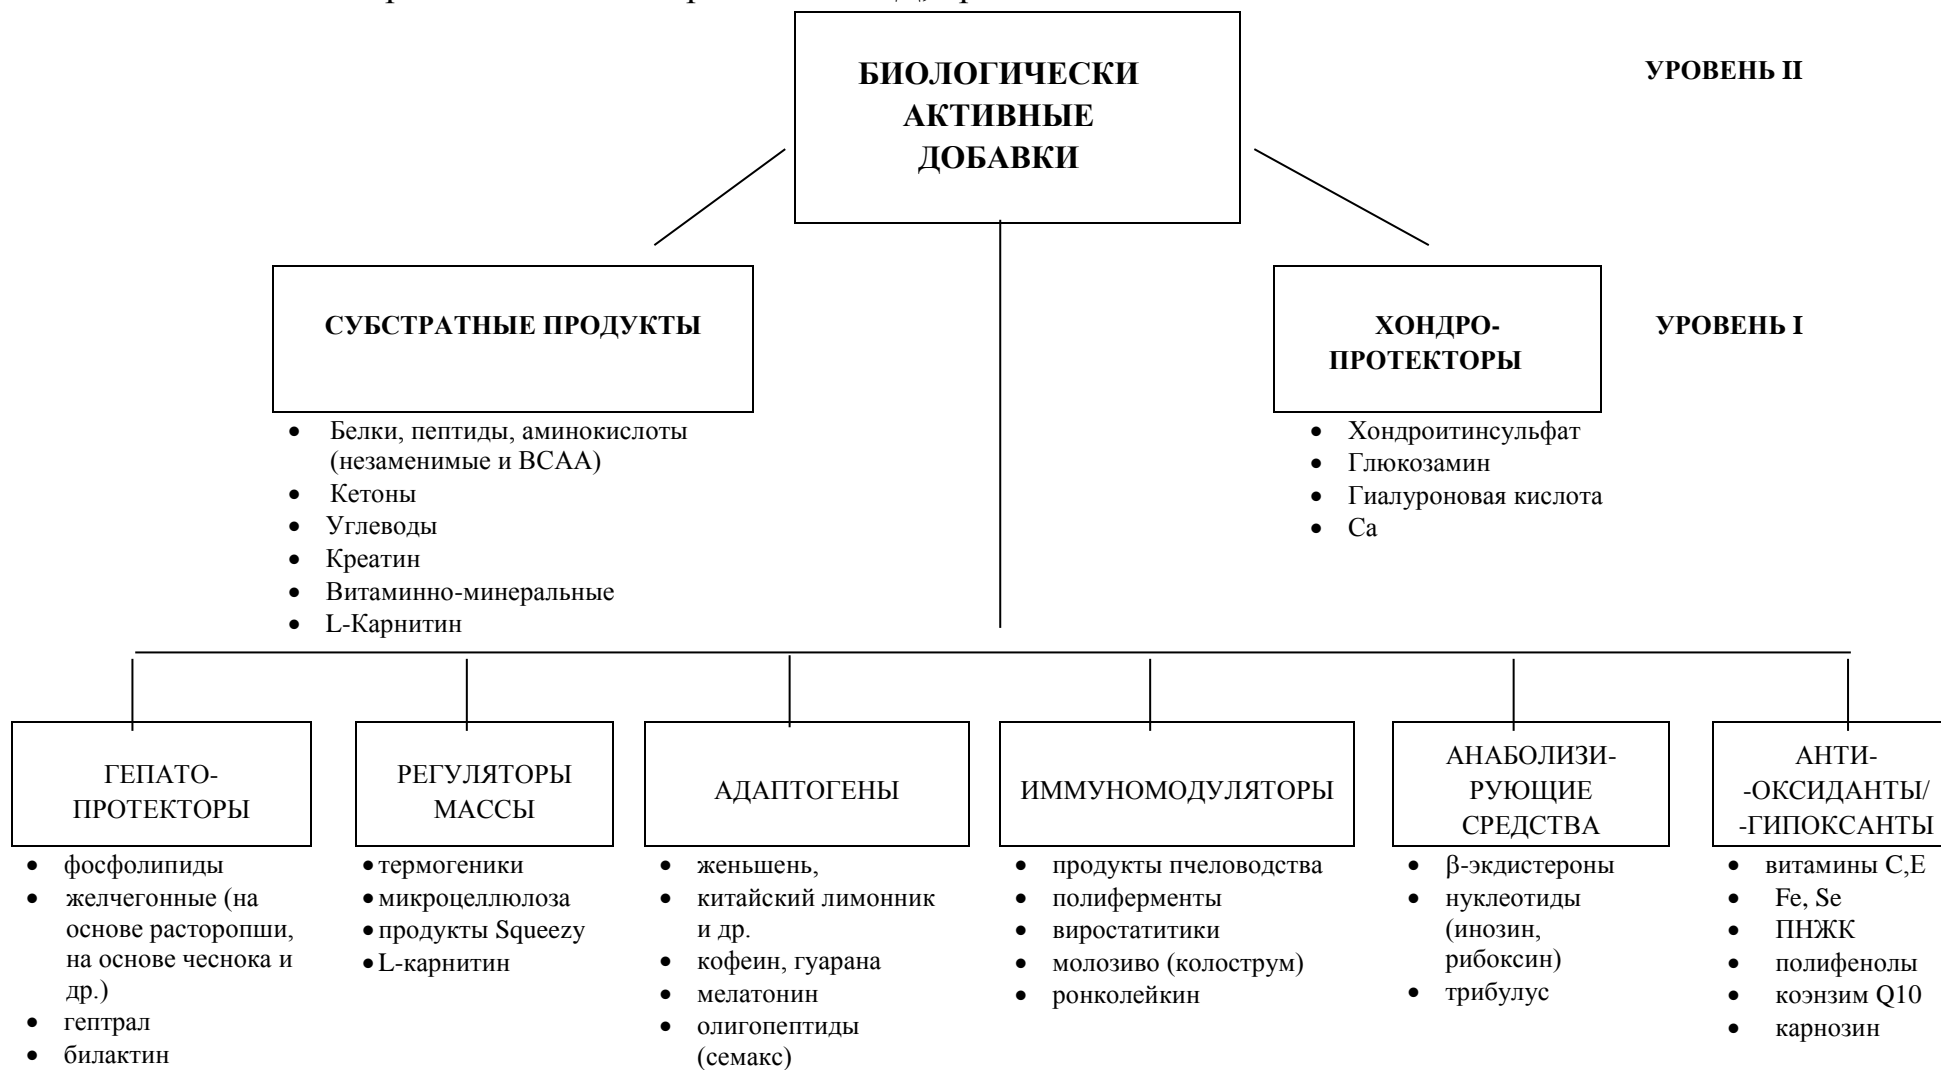 БИОЛОГИЧЕСКИ
АКТИВНЫЕ
ДОБАВКИ
УРОВЕНЬ II
СУБСТРАТНЫЕ ПРОДУКТЫ
ХОНДРО-
ПРОТЕКТОРЫ
УРОВЕНЬ I
• Белки, пептиды, аминокислоты
(незаменимые и BCAA)
• Кетоны
• Углеводы
• Креатин
• Витаминно-минеральные
• L-Карнитин
• Хондроитинсульфат
• Глюкозамин
• Гиалуроновая кислота
• Ca
ГЕПАТО-
ПРОТЕКТОРЫ
• фосфолипиды
• желчегонные (на
основе расторопши,
на основе чеснока и
др.)
• гептрал
• билактин
РЕГУЛЯТОРЫ
МАССЫ
• термогеники
• микроцеллюлоза
• продукты Squeezy
• L-карнитин
АДАПТОГЕНЫ
• женьшень,
• китайский лимонник
и др.
• кофеин, гуарана
• мелатонин
• олигопептиды
(семакс)
ИММУНОМОДУЛЯТОРЫ
• продукты пчеловодства
• полиферменты
• виростатитики
• молозиво (колострум)
• ронколейкин
АНАБОЛИЗИ-
РУЮЩИЕ
СРЕДСТВА
• β-экдистероны
• нуклеотиды
(инозин,
рибоксин)
• трибулус
АНТИ-
-ОКСИДАНТЫ/
-ГИПОКСАНТЫ
• витамины С,Е
• Fe, Se
• ПНЖК
• полифенолы
• коэнзим Q10
• карнозин